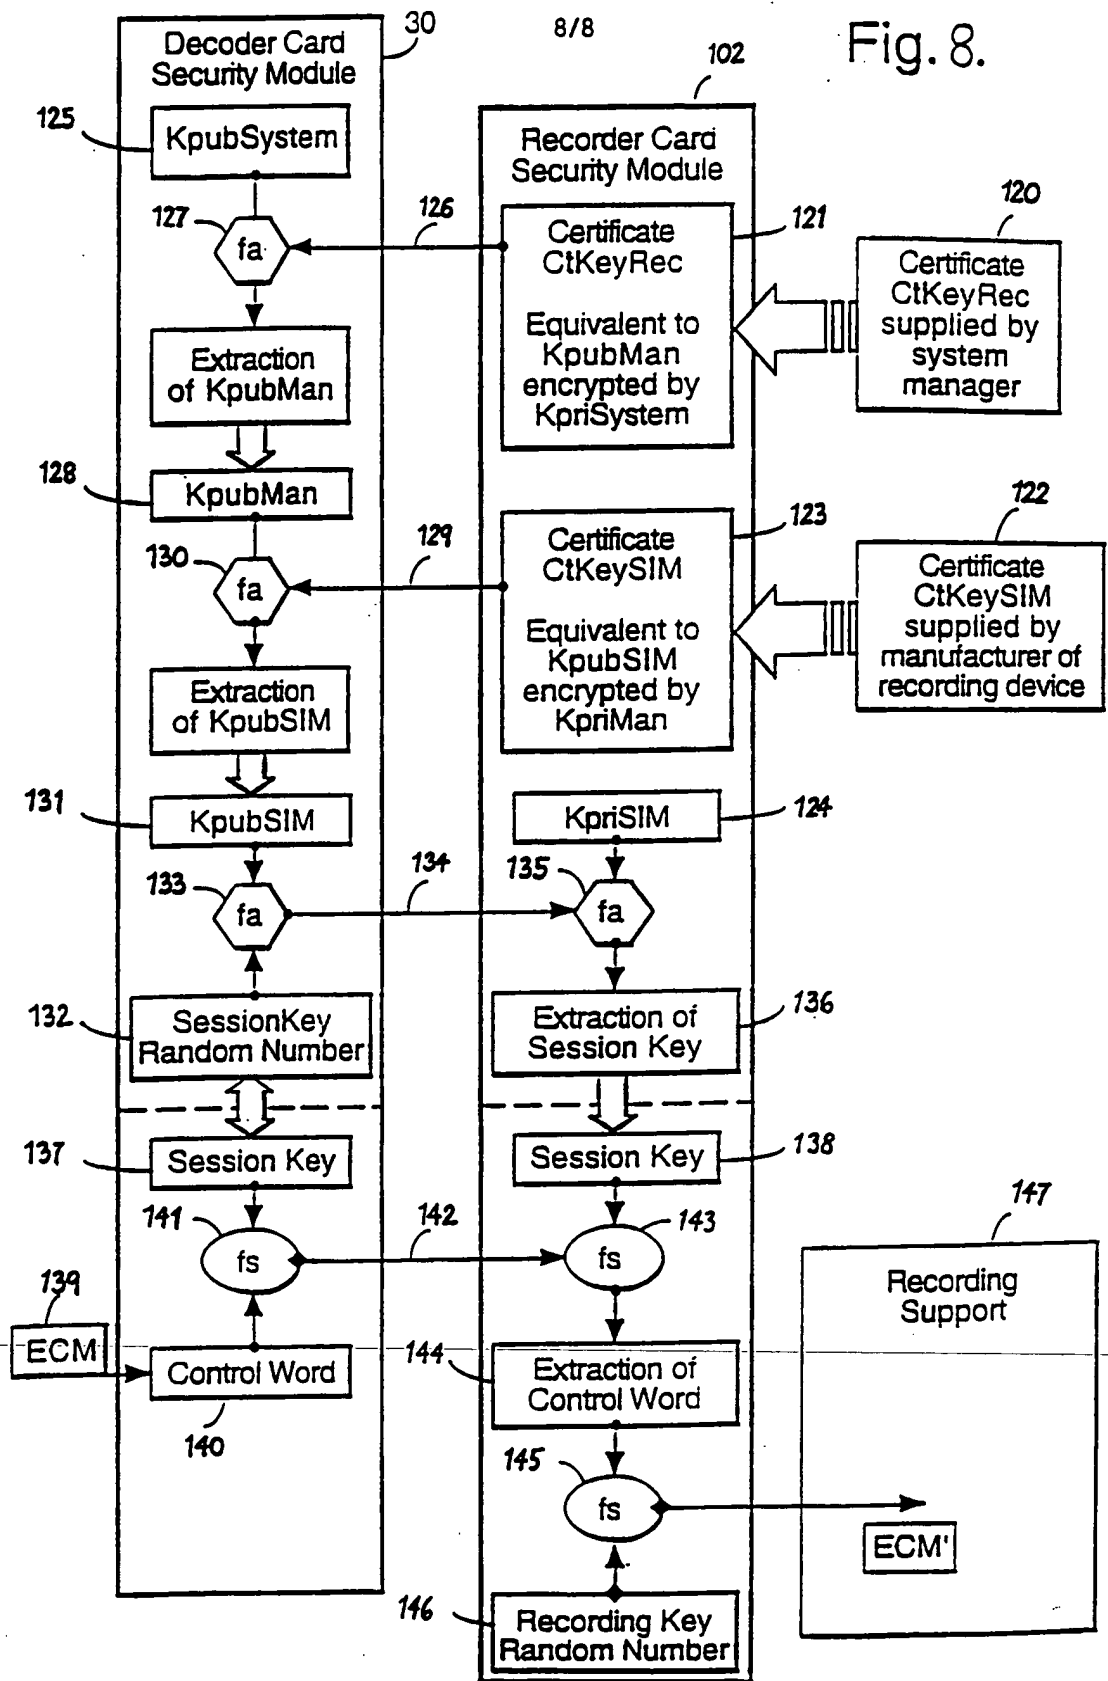 8/8
Fig. 8.
30
Decoder Card
Security Module
125
KpubSystem
127
fa
126
Extraction
of KpubMan
128
KpubMan
130
fa
129
Extraction
of KpubSIM
131
KpubSIM
133
fa
134
132
SessionKey
Random Number
137
Session Key
141
fs
142
139
ECM
Control Word
140
102
Recorder Card
Security Module
121
Certificate
CtKeyRec
Equivalent to
KpubMan
encrypted by
KpriSystem
123
Certificate
CtKeySIM
Equivalent to
KpubSIM
encrypted by
KpriMan
KpriSIM
124
135
fa
Extraction of
Session Key
136
Session Key
138
143
fs
144
Extraction of
Control Word
145
fs
146
Recording Key
Random Number
120
Certificate
CtKeyRec
supplied by
system
manager
122
Certificate
CtKeySIM
supplied by
manufacturer of
recording device
147
Recording
Support
ECM'